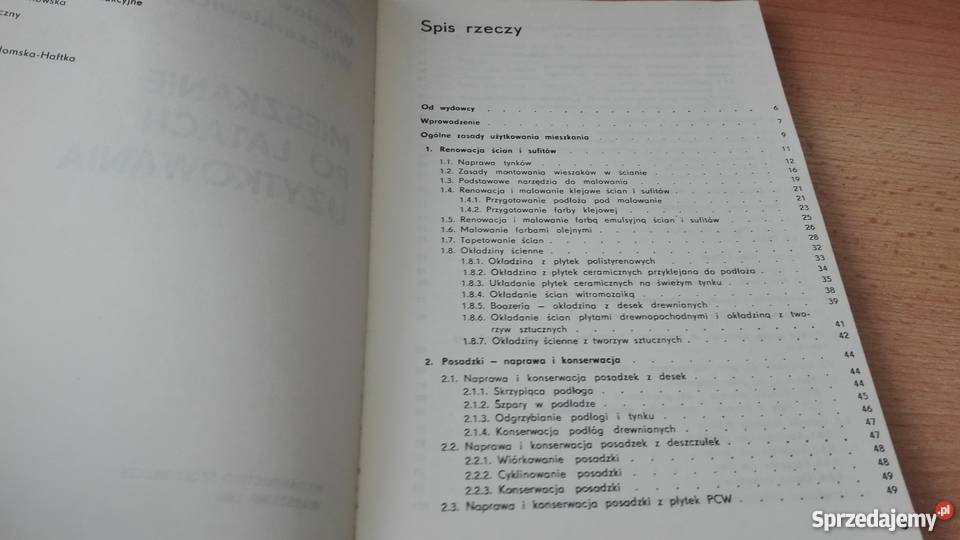 owska
kcyjne
czny
lomska-Haftka
MIESZKANIE
PO LATACH
UŻYTKOWANIA
Spis rzeczy
Od wydawcy . . . 6
Wprowadzenie . . . 7
Ogólne zasady użytkowania mieszkania . . . 9
1. Renowacja ścian i sufitów . . . 11
1.1. Naprawa tynków . . . 12
1.2. Zasady montowania wieszaków w ścianie . . . 16
1.3. Podstawowe narzędzia do malowania . . . 19
1.4. Renowacja i malowanie klejowe ścian i sufitów . . . 21
1.4.1. Przygotowanie podłoża pod malowanie . . . 21
1.4.2. Przygotowanie farby klejowej . . . 23
1.5. Renowacja i malowanie farbą emulsyjną ścian i sufitów . . . 25
1.6. Malowanie farbami olejnymi . . . 26
1.7. Tapetowanie ścian . . . 28
1.8. Okładziny ścienne . . . 32
1.8.1. Okładzina z płytek polistyrenowych . . . 33
1.8.2. Okładzina z płytek ceramicznych przyklejana do podłoża . . . 34
1.8.3. Układanie płytek ceramicznych na świeżym tynku . . . 35
1.8.4. Okładanie ścian witromozaiką . . . 38
1.8.5. Boazeria – okładzina z desek drewnianych . . . 39
1.8.6. Okładanie ścian płytami drewnopochodnymi i okładziną z two-
rzyw sztucznych . . . 41
1.8.7. Okładziny ścienne z tworzyw sztucznych . . . 42
2. Posadzki – naprawa i konserwacja . . . 44
2.1. Naprawa i konserwacja posadzek z desek . . . 44
2.1.1. Skrzypiąca podłoga . . . 44
2.1.2. Szpary w podłodze . . . 45
2.1.3. Odgrzybianie podłogi i tynku . . . 46
2.1.4. Konserwacja podłóg drewnianych . . . 47
2.2. Naprawa i konserwacja posadzek z deszczułek . . . 47
2.2.1. Wiórkowanie posadzki . . . 48
2.2.2. Cyklinowanie posadzki . . . 48
2.2.3. Konserwacja posadzki . . . 49
2.3. Naprawa i konserwacja posadzki z płytek PCW . . . 49
Sprzedajemy.pl